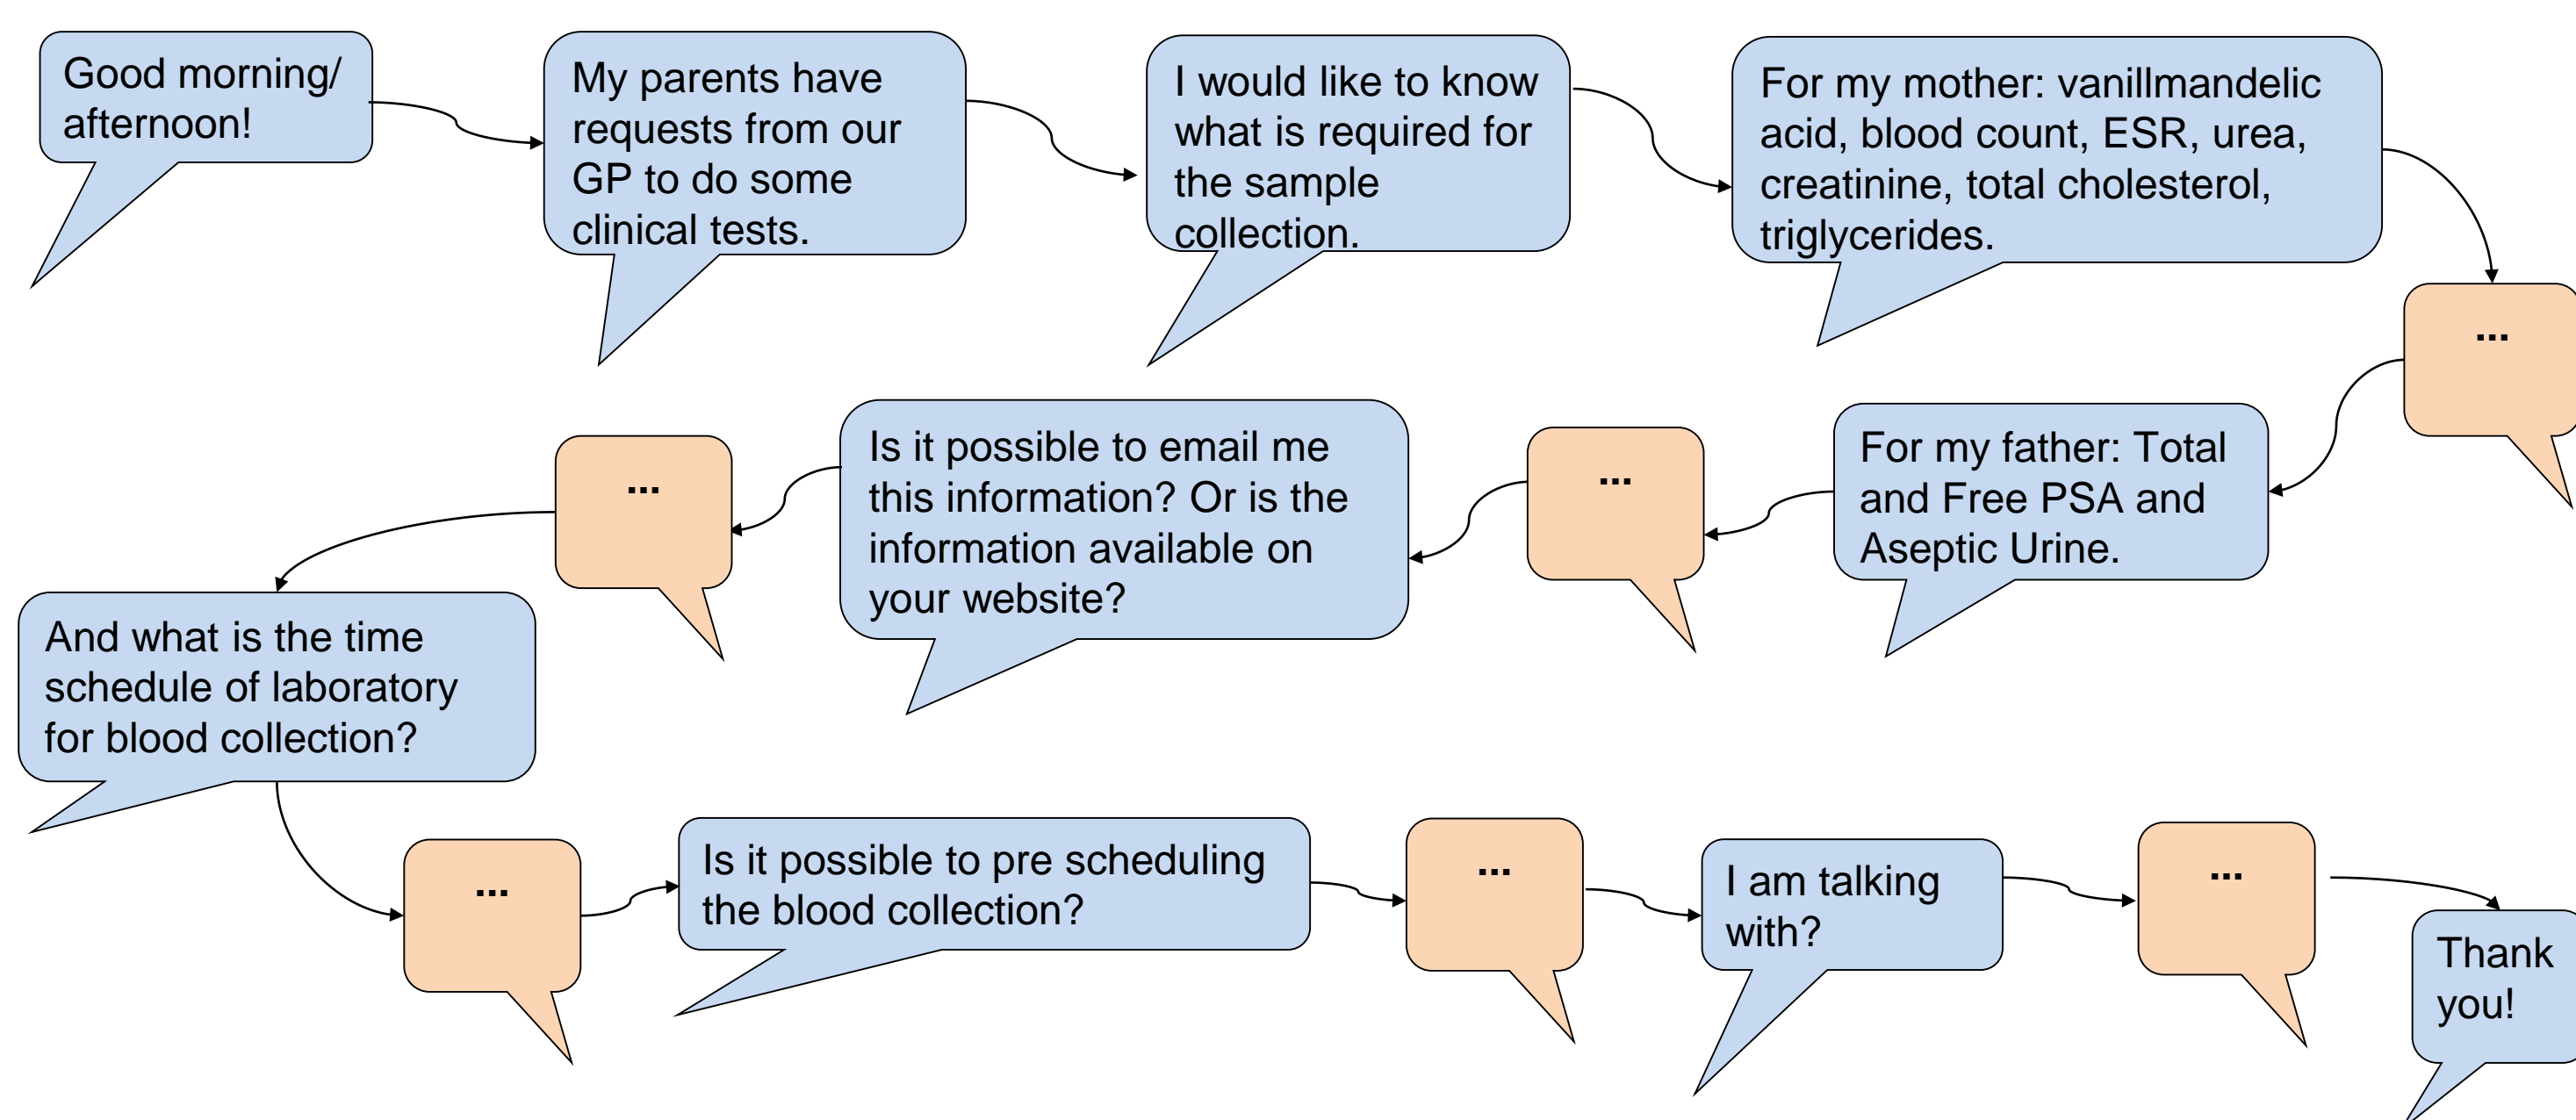 Good morning/
afternoon!
My parents have
requests from our
GP to do some
clinical tests.
I would like to know
what is required for
the sample
collection.
For my mother: vanillmandelic
acid, blood count, ESR, urea,
creatinine, total cholesterol,
triglycerides.
...
For my father: Total
and Free PSA and
Aseptic Urine.
...
Is it possible to email me
this information? Or is the
information available on
your website?
...
And what is the time
schedule of laboratory
for blood collection?
...
Is it possible to pre scheduling
the blood collection?
...
I am talking
with?
...
Thank
you!